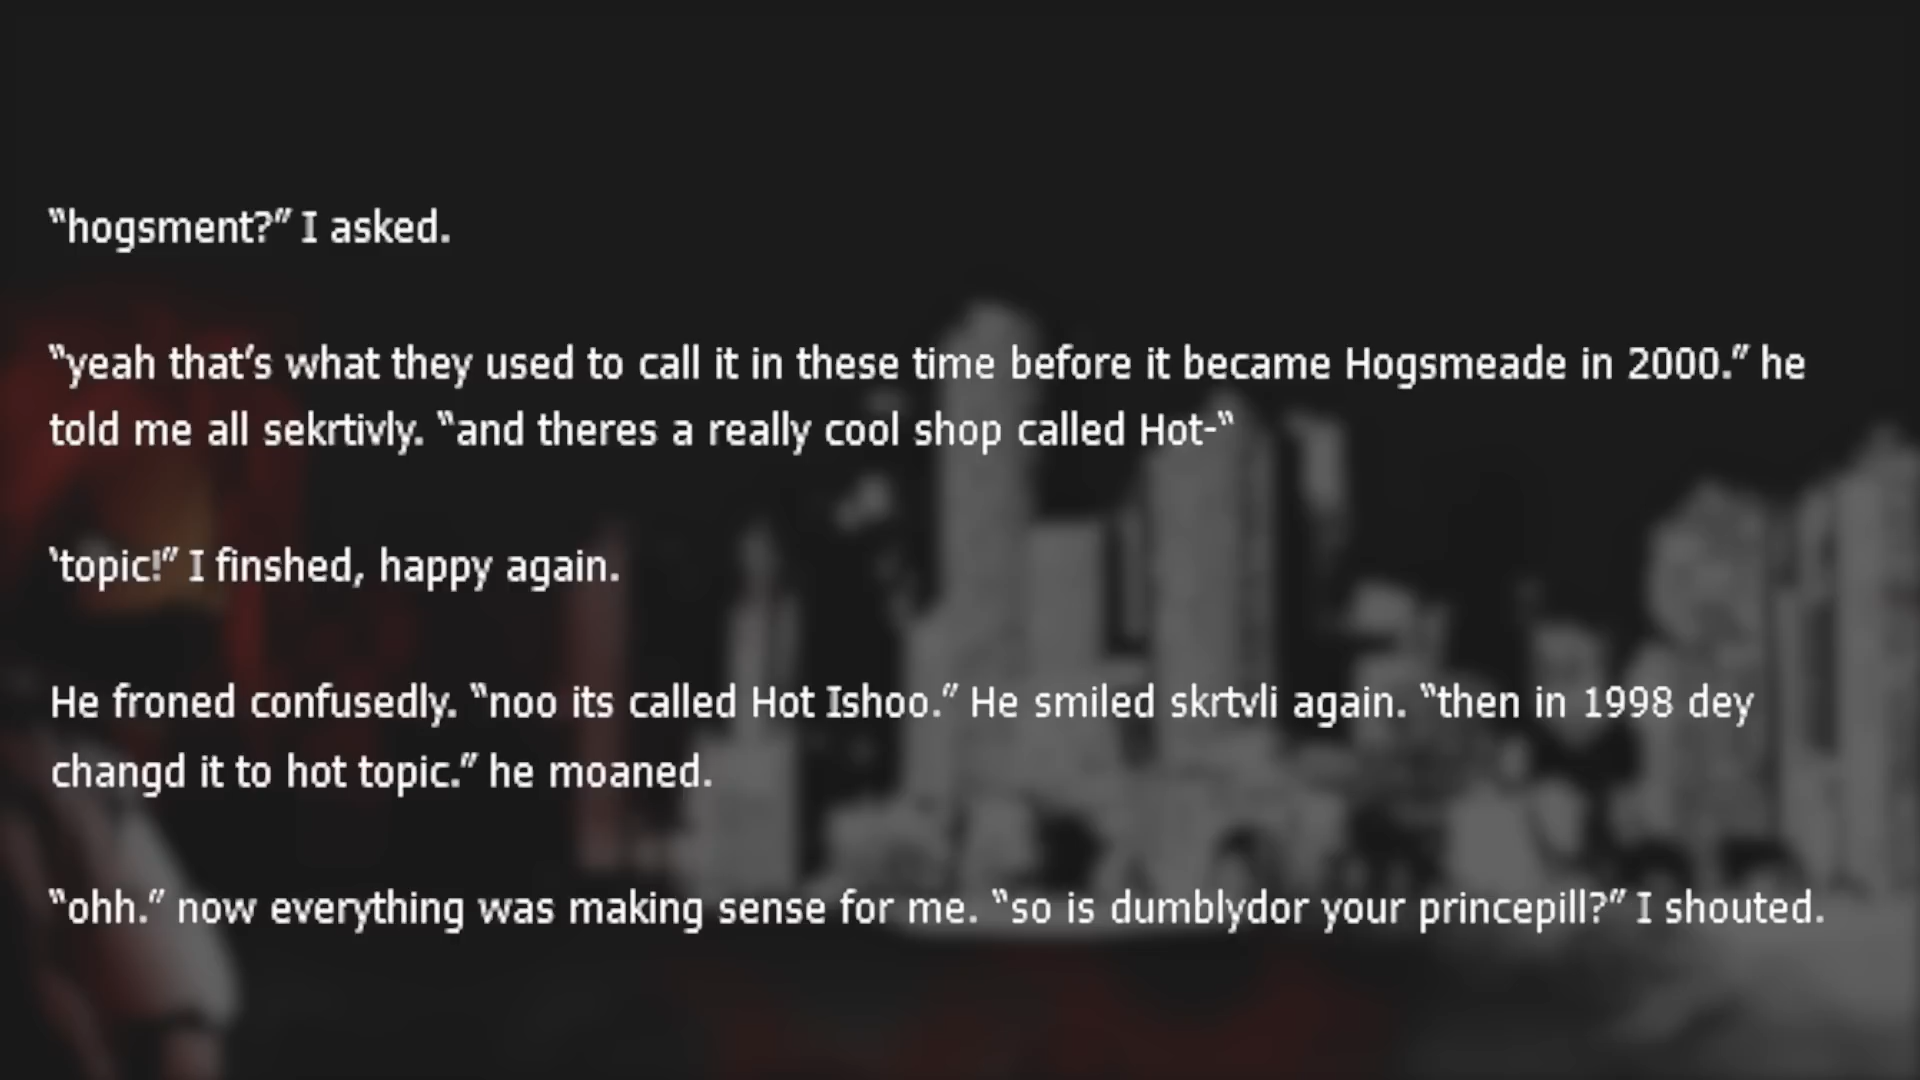 “hogsment?” I asked.
“yeah that’s what they used to call it in these time before it became Hogsmeade in 2000.” he
told me all sekrtivly. “and theres a really cool shop called Hot-“
‘topic!” I finshed, happy again.
He froned confusedly. “noo its called Hot Ishoo.” He smiled skrtvli again. “then in 1998 dey
changd it to hot topic.” he moaned.
“ohh.” now everything was making sense for me. “so is dumblydor your princepill?” I shouted.